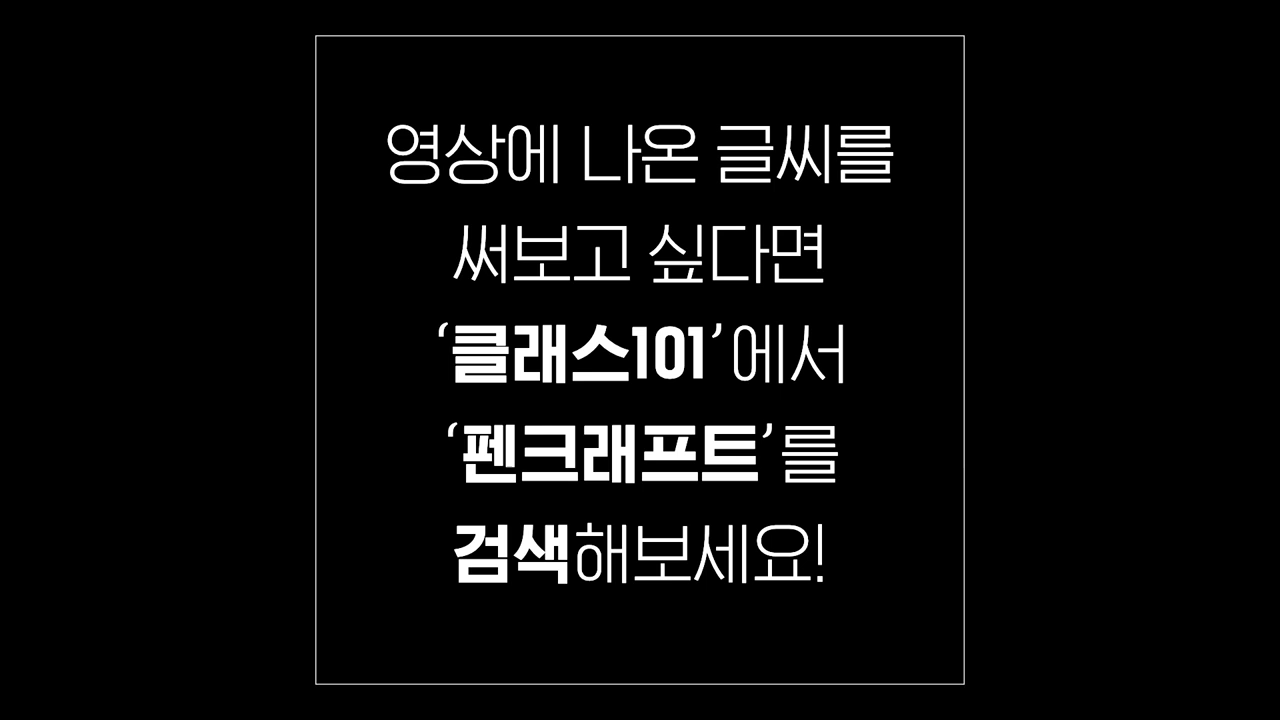 영상에 나온 글씨를
써보고 싶다면
‘클래스101’에서
‘펜크래프트’를
검색해보세요!